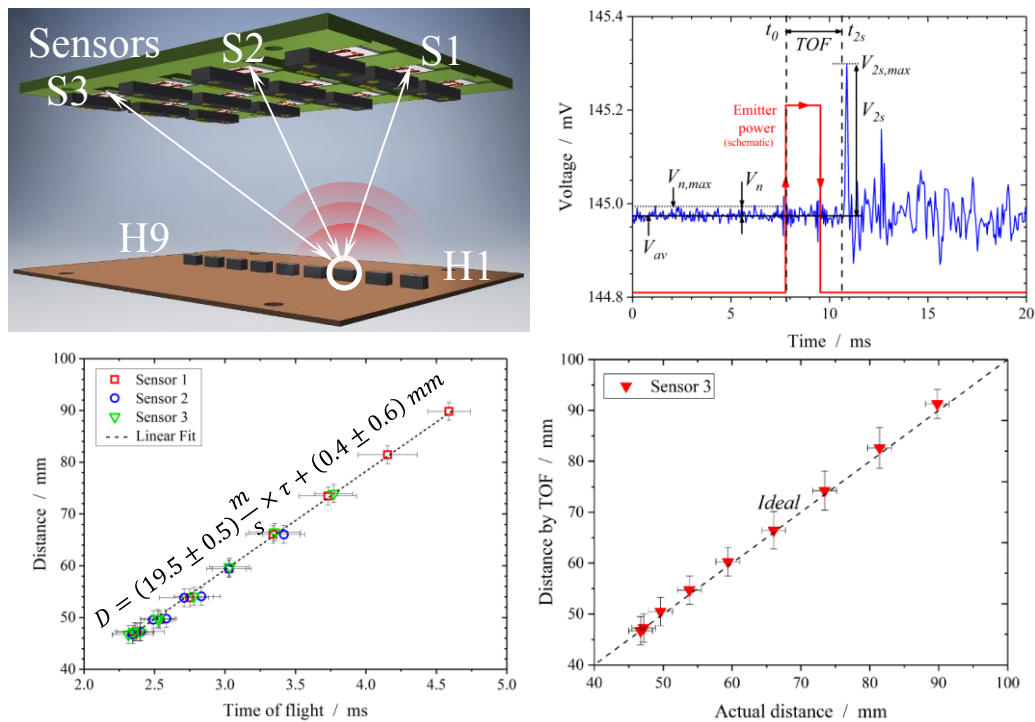 Sensors
S2
S1
S3
H9
H1
145.4
145.2
145.0
144.8
Voltage / mV
t0 TOF t2s
V2s,max
V2s
Emitter
power
(schematic)
Vn,max
Vn
Vav
0 5 10 15 20
Time / ms
100
90
80
70
60
50
40
Distance / mm
Sensor 1
Sensor 2
Sensor 3
Linear Fit
D = (19.5 ± 0.5) m/s × τ + (0.4 ± 0.6) mm
2.0 2.5 3.0 3.5 4.0 4.5 5.0
Time of flight / ms
100
90
80
70
60
50
40
Distance by TOF / mm
Sensor 3
Ideal
40 50 60 70 80 90 100
Actual distance / mm